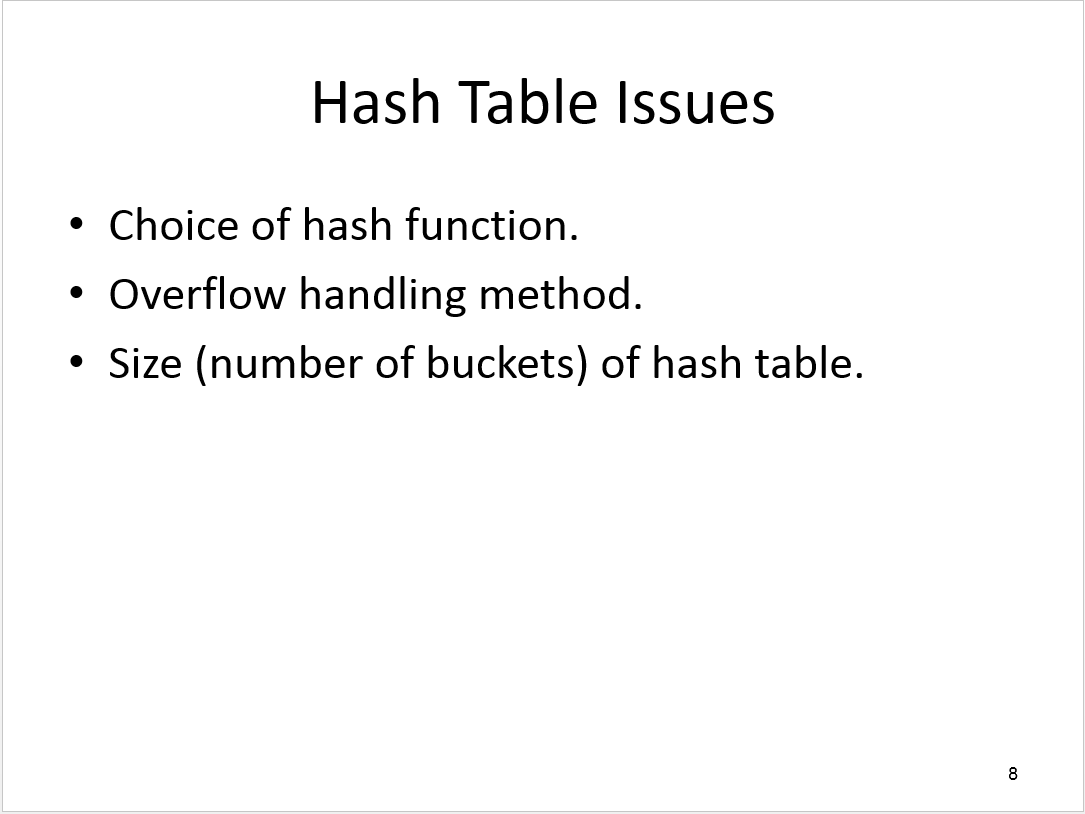 Hash Table Issues
• Choice of hash function.
• Overflow handling method.
• Size (number of buckets) of hash table.
8